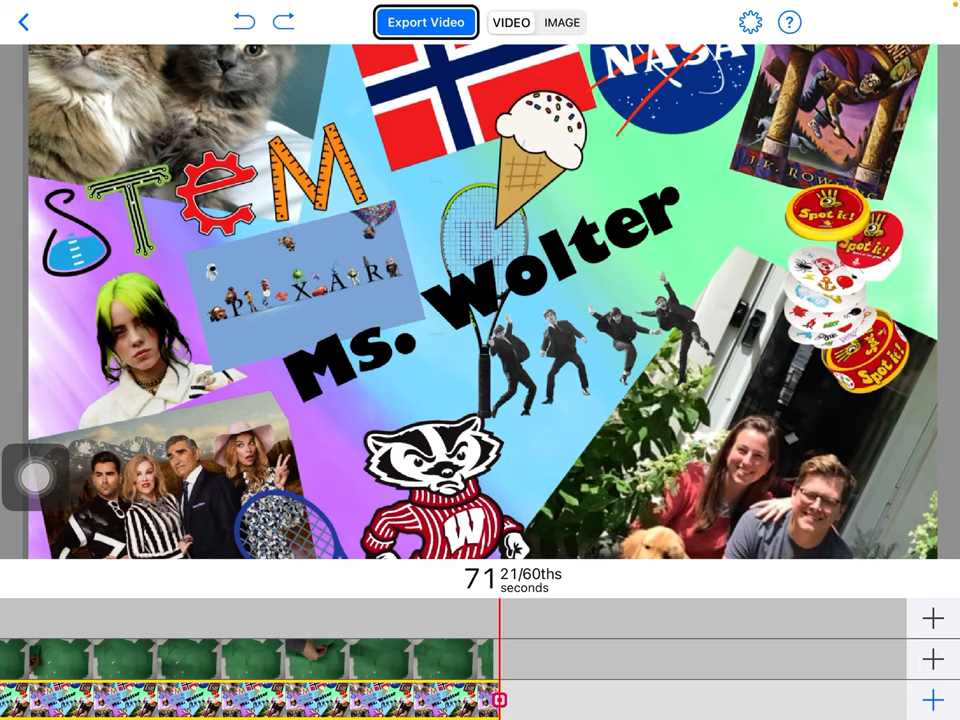 Export Video
VIDEO
IMAGE
?
NASA
STEM
J.K. ROWLING
Spot it!
Spot it!
PIXAR
Ms. Wolter
Spot it!
W
71 21/60ths
seconds